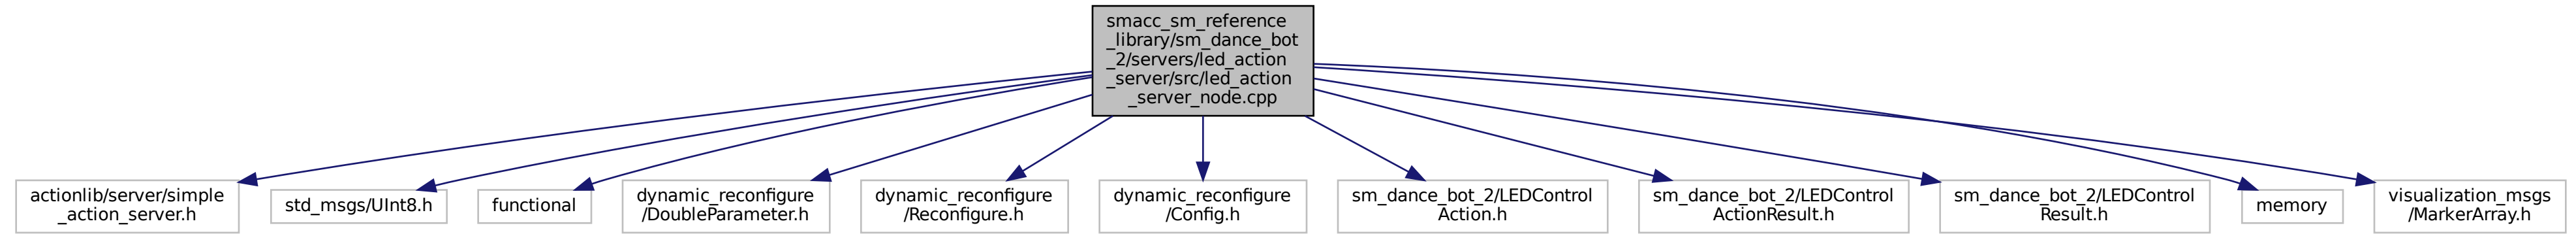 smacc_sm_reference
_library/sm_dance_bot
_2/servers/led_action
_server/src/led_action
_server_node.cpp
actionlib/server/simple
_action_server.h
std_msgs/UInt8.h
functional
dynamic_reconfigure
/DoubleParameter.h
dynamic_reconfigure
/Reconfigure.h
dynamic_reconfigure
/Config.h
sm_dance_bot_2/LEDControl
Action.h
sm_dance_bot_2/LEDControl
ActionResult.h
sm_dance_bot_2/LEDControl
Result.h
memory
visualization_msgs
/MarkerArray.h